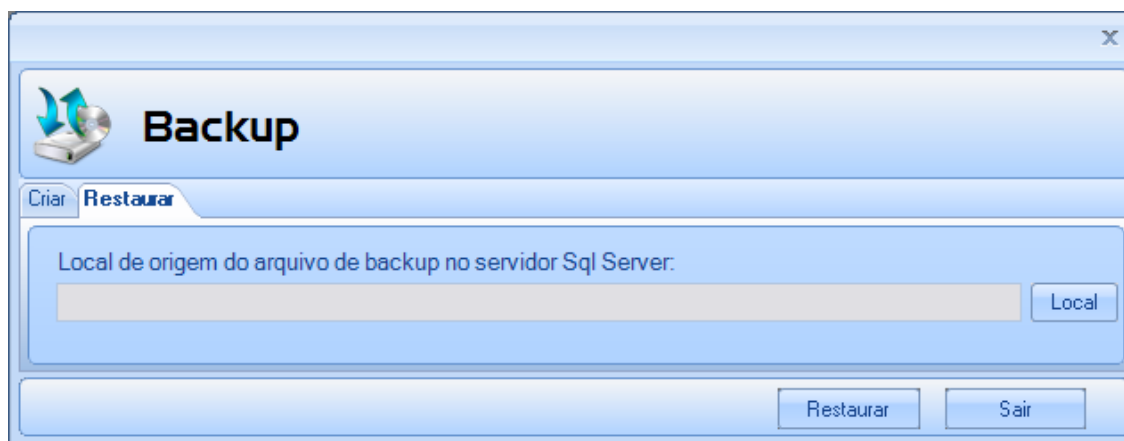 x
Backup
Criar Restaurar
Local de origem do arquivo de backup no servidor Sql Server:
Local
Restaurar Sair